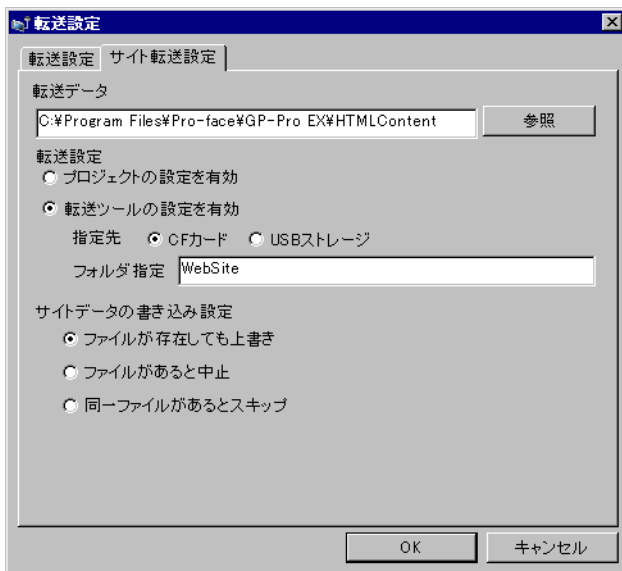 転送設定
転送設定 サイト転送設定
転送データ
C:¥Program Files¥Pro-face¥GP-Pro EX¥HTMLContent 参照
転送設定
プロジェクトの設定を有効
転送ツールの設定を有効
指定先 CFカード USBストレージ
フォルダ指定 WebSite
サイトデータの書き込み設定
ファイルが存在しても上書き
ファイルがあると中止
同一ファイルがあるとスキップ
OK キャンセル